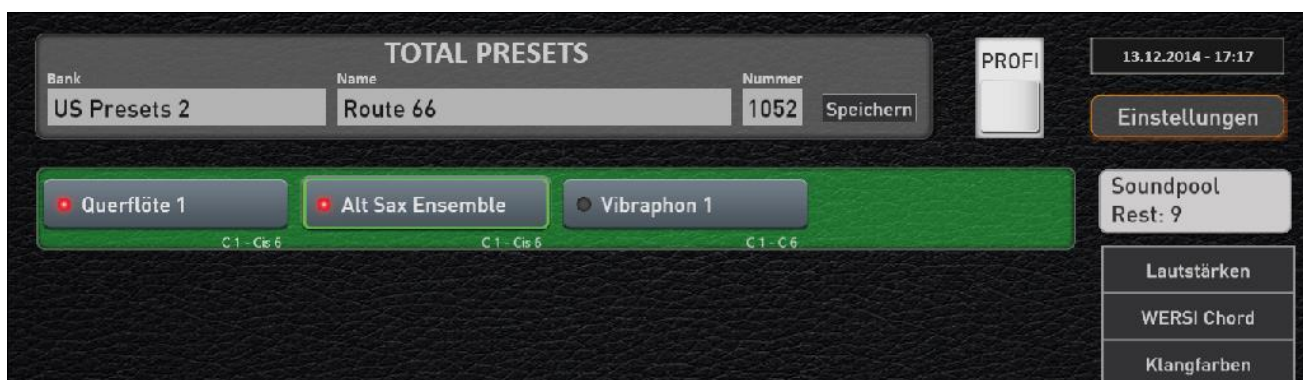 TOTAL PRESETS
Bank
Name
Nummer
US Presets 2
Route 66
1052
Speichern
PROFI
13.12.2014 - 17:17
Einstellungen
Querflöte 1
Alt Sax Ensemble
Vibraphon 1
C 1 - Cis 6
C 1 - Cis 6
C 1 - C 6
Soundpool
Rest: 9
Lautstärken
WERSI Chord
Klangfarben